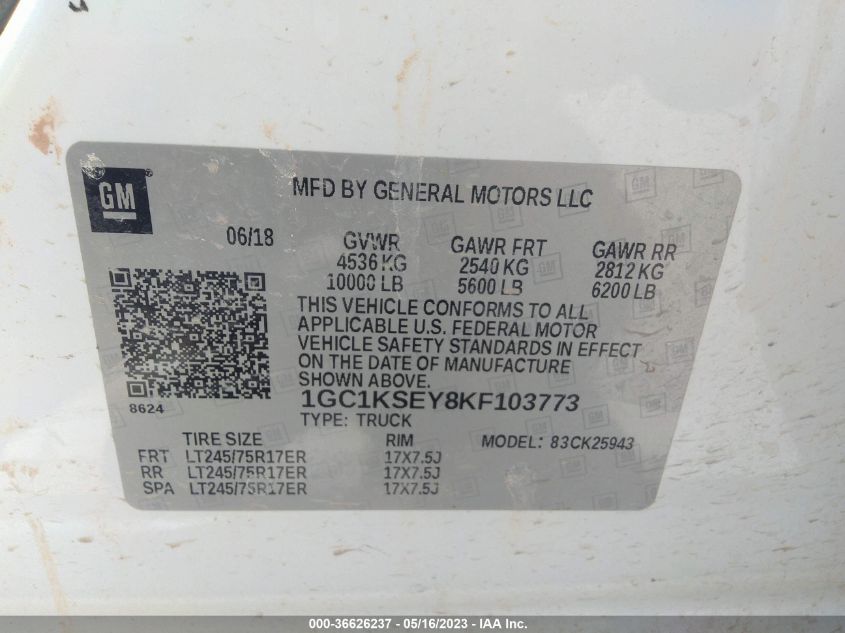 GM
MFD BY GENERAL MOTORS LLC
06/18
GVWR GAWR FRT GAWR RR
4536 KG 2540 KG 2812 KG
10000 LB 5600 LB 6200 LB
THIS VEHICLE CONFORMS TO ALL
APPLICABLE U.S. FEDERAL MOTOR
VEHICLE SAFETY STANDARDS IN EFFECT
ON THE DATE OF MANUFACTURE
SHOWN ABOVE.
8624
1GC1KSEY8KF103773
TYPE: TRUCK
TIRE SIZE RIM MODEL: 83CK25943
FRT LT245/75R17ER 17X7.5J
RR LT245/75R17ER 17X7.5J
SPA LT245/75R17ER 17X7.5J
000-36626237 - 05/16/2023 - IAA Inc.